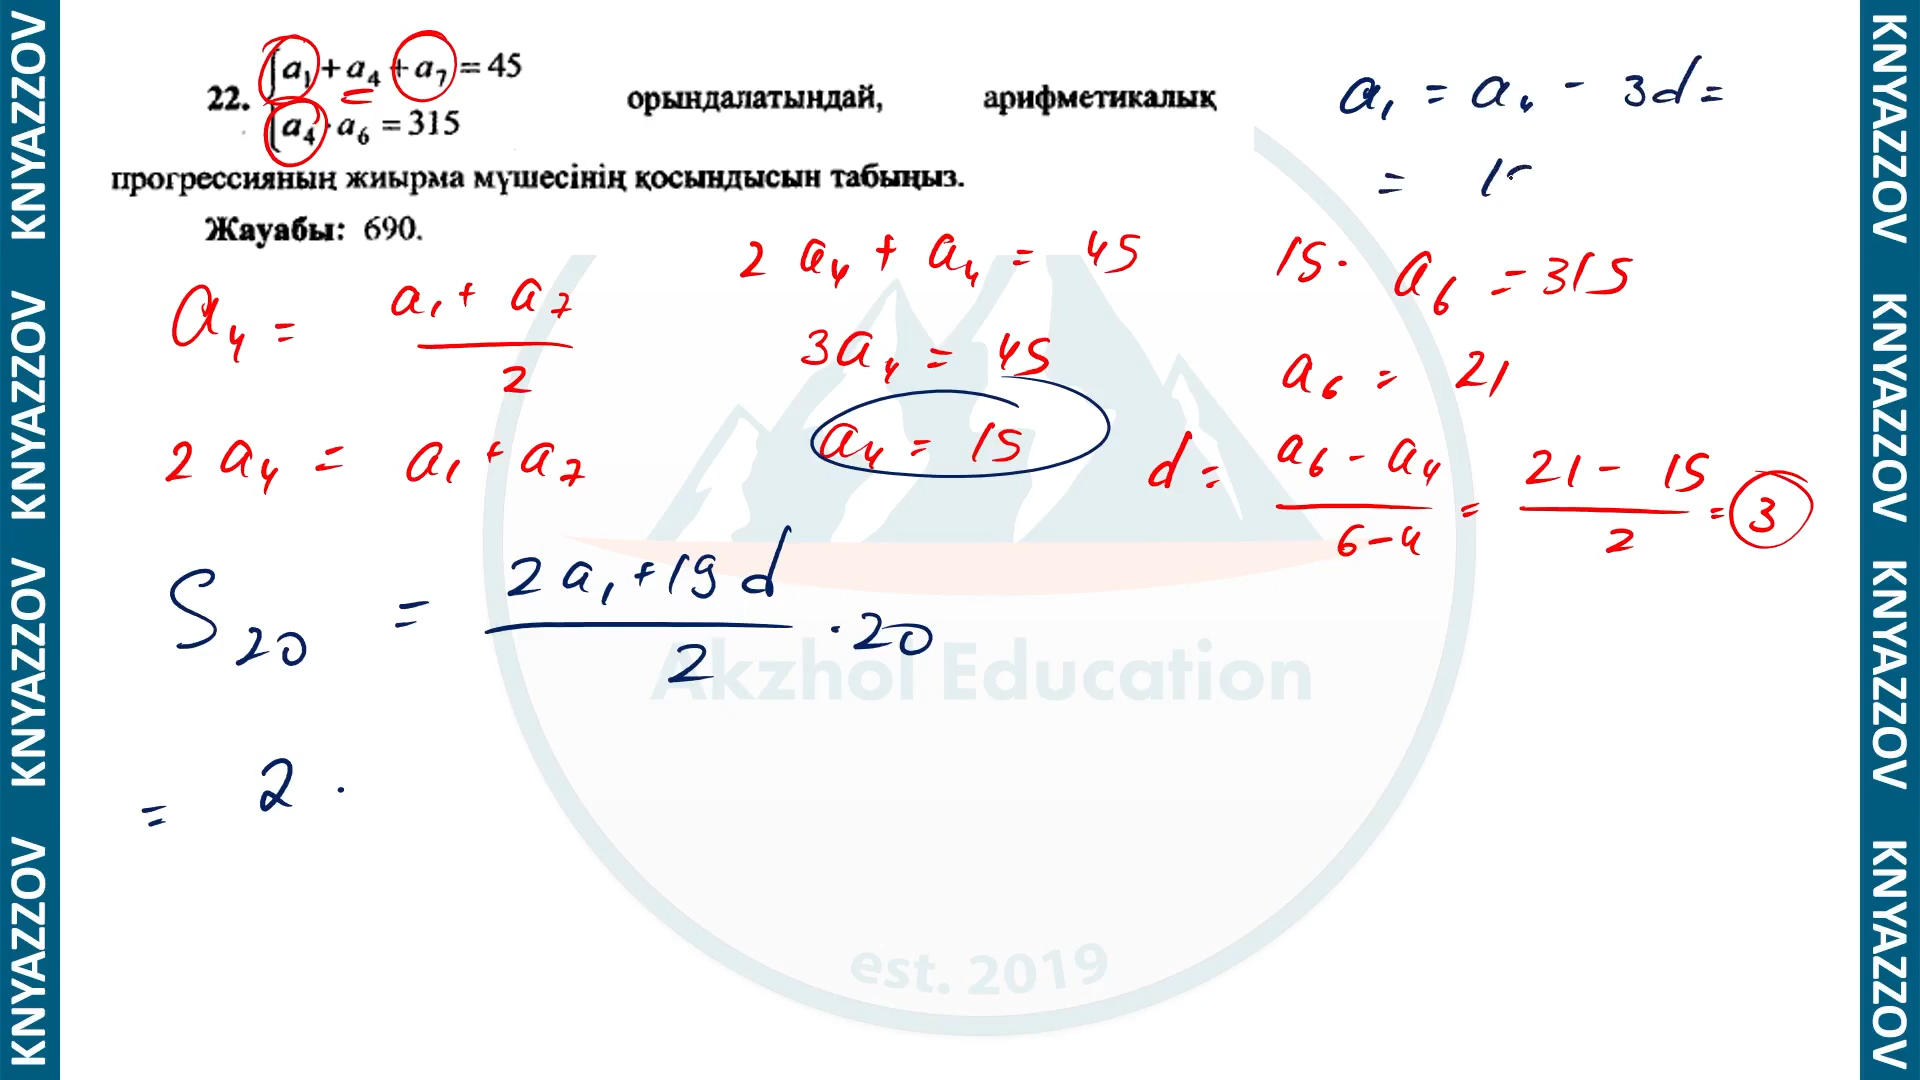 KNYAZZOV KNYAZZOV KNYAZZOV KNYAZZOV
22. { a₁ + a₄ + a₇ = 45
a₄ · a₆ = 315
орындалатындай, арифметикалық
прогрессияның жиырма мүшесінің қосындысын табыңыз.
Жауабы: 690.
a₁ = a₄ - 3d =
= 15
a₄ = (a₁ + a₇)/2
2a₄ = a₁ + a₇
2a₄ + a₄ = 45
3a₄ = 45
a₄ = 15
15 · a₆ = 315
a₆ = 21
d = (a₆ - a₄)/(6 - 4) = (21 - 15)/2 = 3
S₂₀ = (2a₁ + 19d)/2 · 20
= 2 ·
Akzhol Education
est. 2019
KNYAZZOV KNYAZZOV KNYAZZOV KNYAZZOV